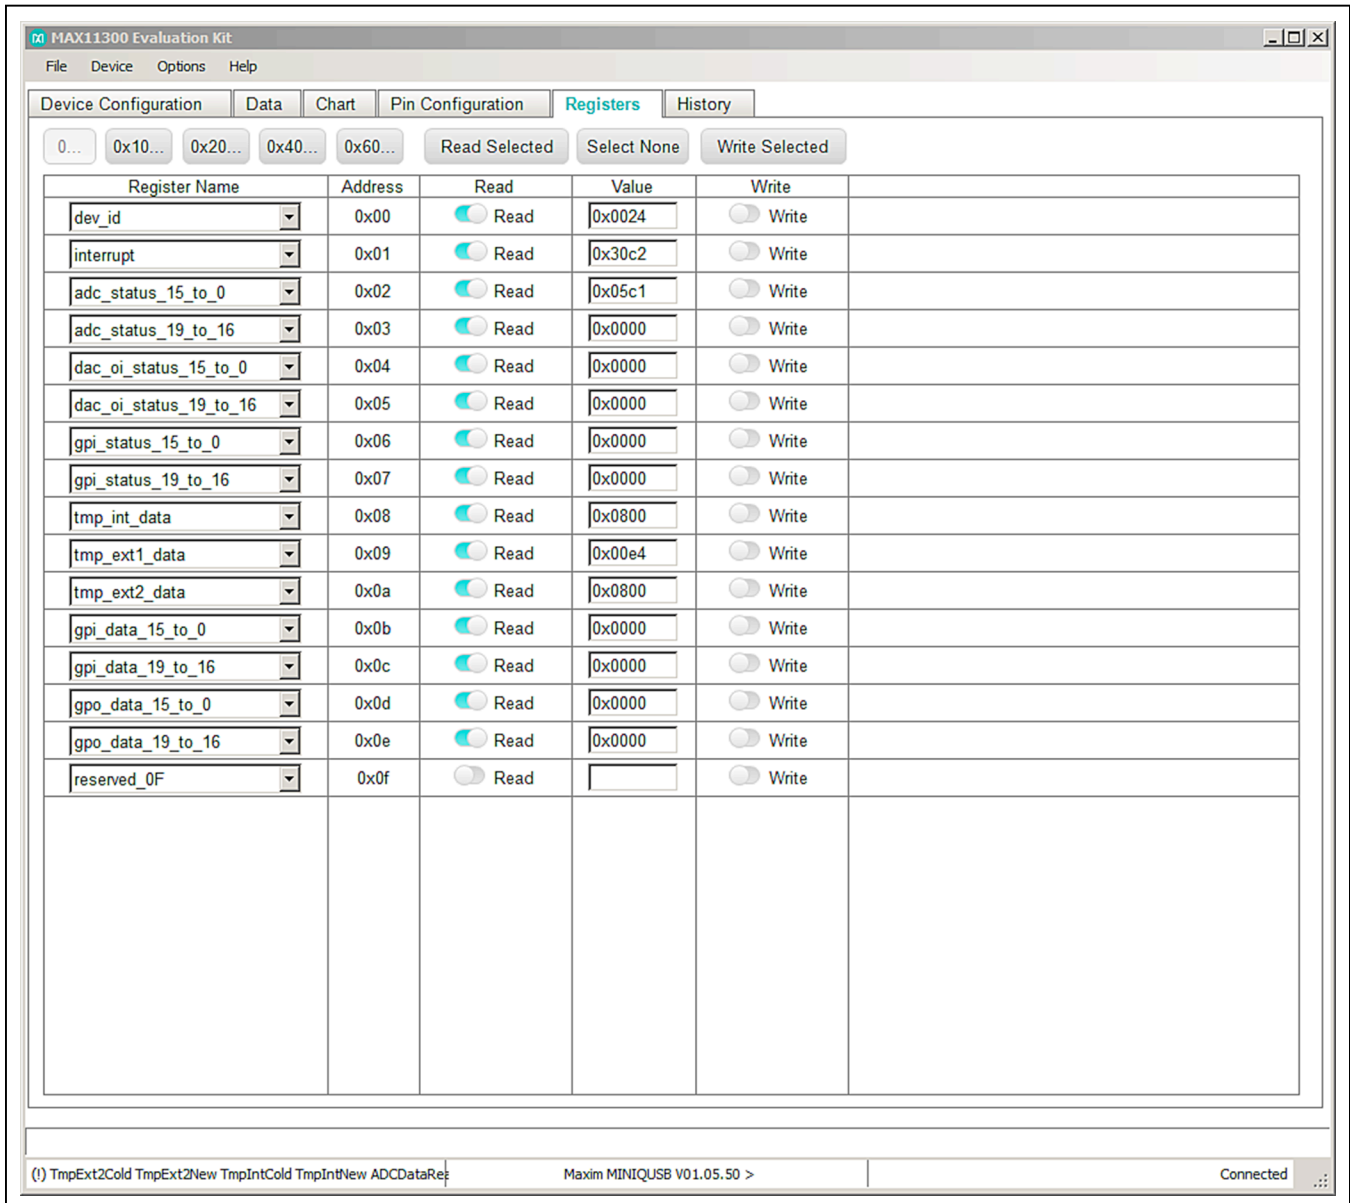 MAX11300 Evaluation Kit
File Device Options Help
Device Configuration Data Chart Pin Configuration Registers History
0... 0x10... 0x20... 0x40... 0x60... Read Selected Select None Write Selected
Register Name Address Read Value Write
dev_id 0x00 Read 0x0024 Write
interrupt 0x01 Read 0x30c2 Write
adc_status_15_to_0 0x02 Read 0x05c1 Write
adc_status_19_to_16 0x03 Read 0x0000 Write
dac_oi_status_15_to_0 0x04 Read 0x0000 Write
dac_oi_status_19_to_16 0x05 Read 0x0000 Write
gpi_status_15_to_0 0x06 Read 0x0000 Write
gpi_status_19_to_16 0x07 Read 0x0000 Write
tmp_int_data 0x08 Read 0x0800 Write
tmp_ext1_data 0x09 Read 0x00e4 Write
tmp_ext2_data 0x0a Read 0x0800 Write
gpi_data_15_to_0 0x0b Read 0x0000 Write
gpi_data_19_to_16 0x0c Read 0x0000 Write
gpo_data_15_to_0 0x0d Read 0x0000 Write
gpo_data_19_to_16 0x0e Read 0x0000 Write
reserved_0F 0x0f Read Write
(!) TmpExt2Cold TmpExt2New TmpIntCold TmpIntNew ADCDataRea Maxim MINIQUSB V01.05.50 > Connected